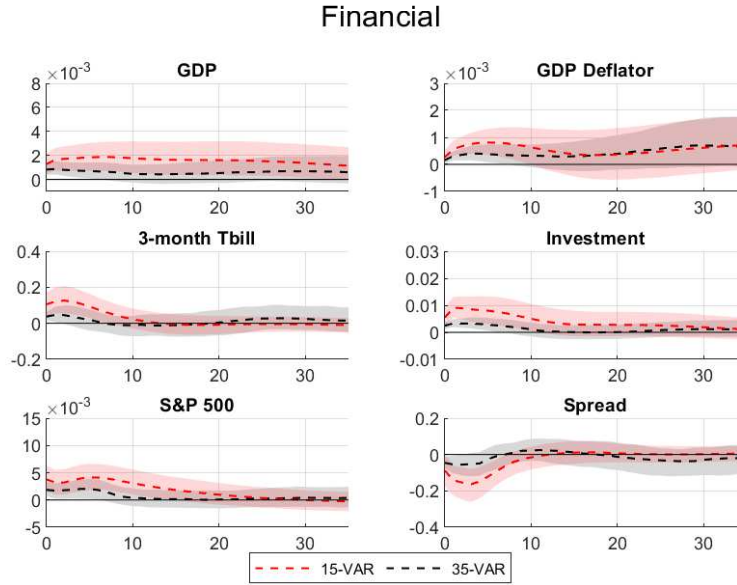 Financial
×10⁻³ GDP
8
6
4
2
0
0 10 20 30
×10⁻³ GDP Deflator
3
2
1
0
-1
0 10 20 30
3-month Tbill
0.4
0.2
0
-0.2
0 10 20 30
Investment
0.03
0.02
0.01
0
-0.01
0 10 20 30
×10⁻³ S&P 500
15
10
5
0
-5
0 10 20 30
Spread
0.2
0
-0.2
-0.4
0 10 20 30
15-VAR 35-VAR